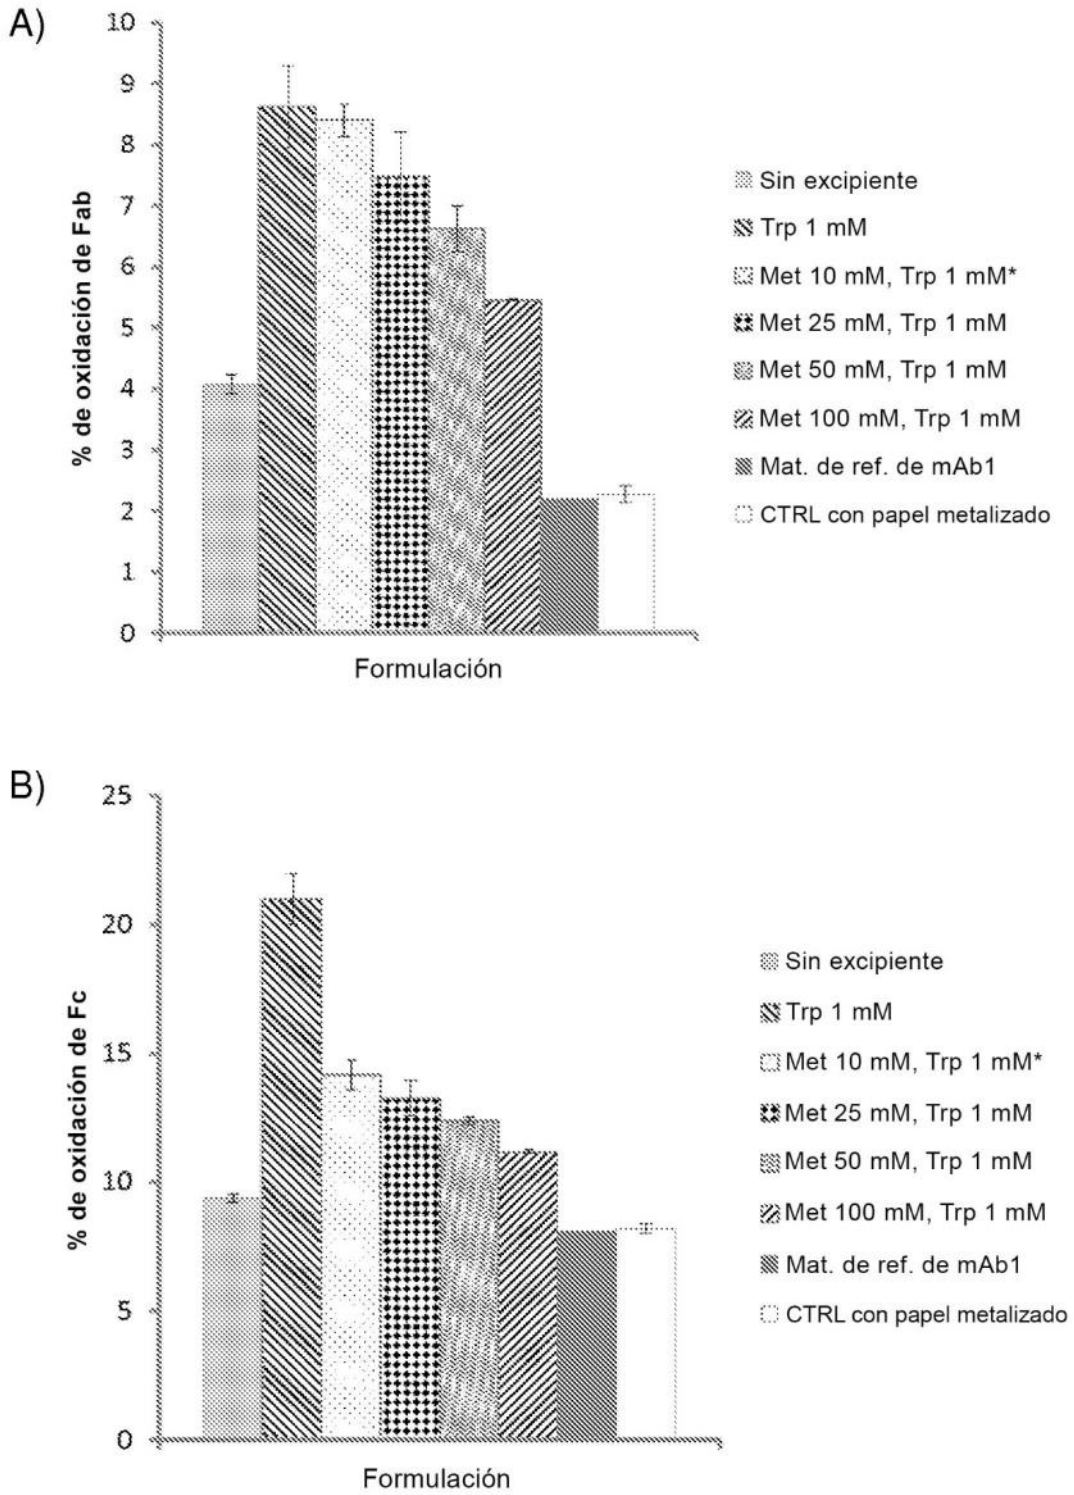 A)
% de oxidación de Fab
10
9
8
7
6
5
4
3
2
1
0
Formulación
Sin excipiente
Trp 1 mM
Met 10 mM, Trp 1 mM*
Met 25 mM, Trp 1 mM
Met 50 mM, Trp 1 mM
Met 100 mM, Trp 1 mM
Mat. de ref. de mAb1
CTRL con papel metalizado
B)
% de oxidación de Fc
25
20
15
10
5
0
Formulación
Sin excipiente
Trp 1 mM
Met 10 mM, Trp 1 mM*
Met 25 mM, Trp 1 mM
Met 50 mM, Trp 1 mM
Met 100 mM, Trp 1 mM
Mat. de ref. de mAb1
CTRL con papel metalizado